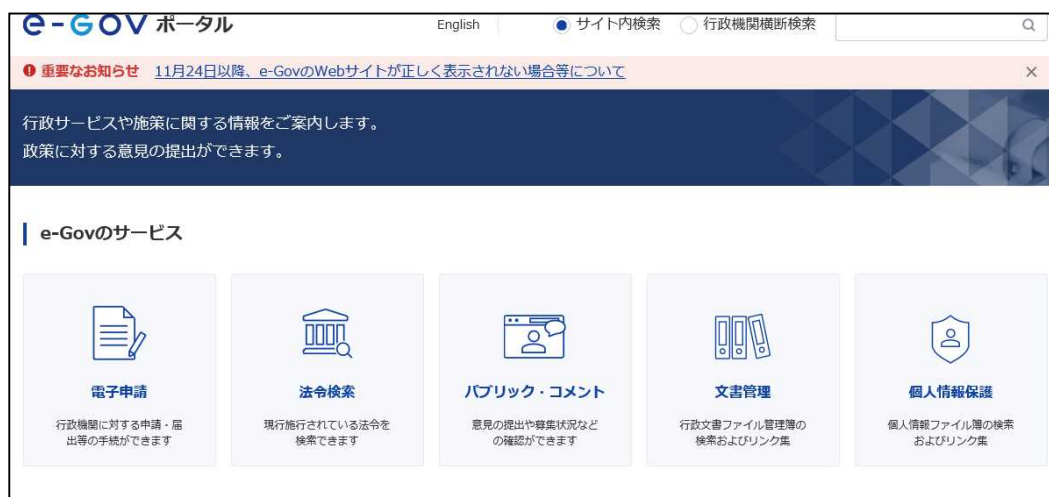 e-GOV ポータル
English
サイト内検索
行政機関横断検索
重要なお知らせ 11月24日以降、e-GovのWebサイトが正しく表示されない場合等について
行政サービスや施策に関する情報をご案内します。
政策に対する意見の提出ができます。
e-Govのサービス
電子申請
行政機関に対する申請・届
出等の手続ができます
法令検索
現行施行されている法令を
検索できます
パブリック・コメント
意見の提出や募集状況など
の確認ができます
文書管理
行政文書ファイル管理簿の
検索およびリンク集
個人情報保護
個人情報ファイル簿の検索
およびリンク集